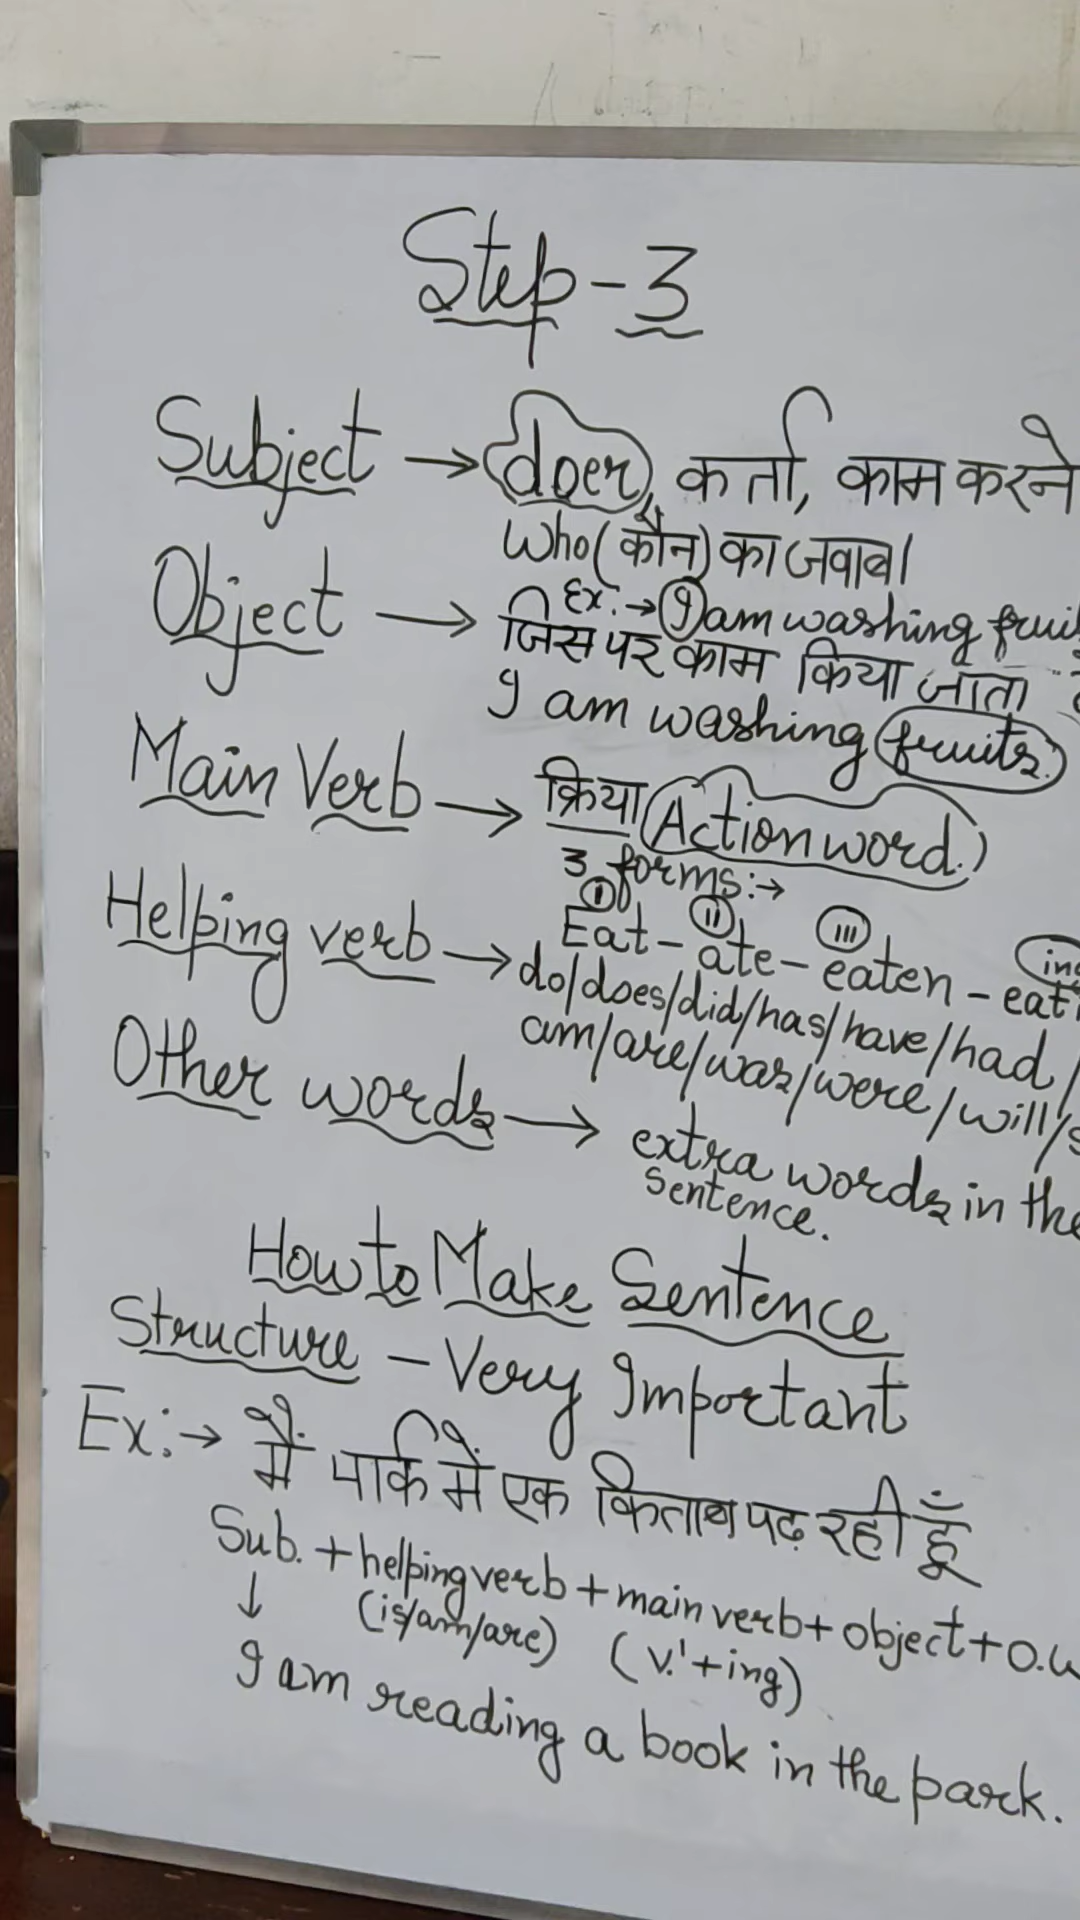 Step-3
Subject → doer, कर्ता, काम करने
Who (कौन) का जवाब।
Ex:→ I am washing frui
Object → जिस पर काम किया जाता
I am washing fruits.
Main Verb → क्रिया Action word.
3 forms:→
I II III ing
Eat - ate - eaten - eati
Helping verb → do/does/did/has/have/had/
am/are/was/were/will/s
Other words → extra words in the
sentence.
How to Make Sentence
Structure - Very Important
Ex:→ मैं पार्क में एक किताब पढ़ रही हूँ
Sub. + helping verb + main verb + object + o.w
↓ (is/am/are) (v.¹+ing)
I am reading a book in the park.